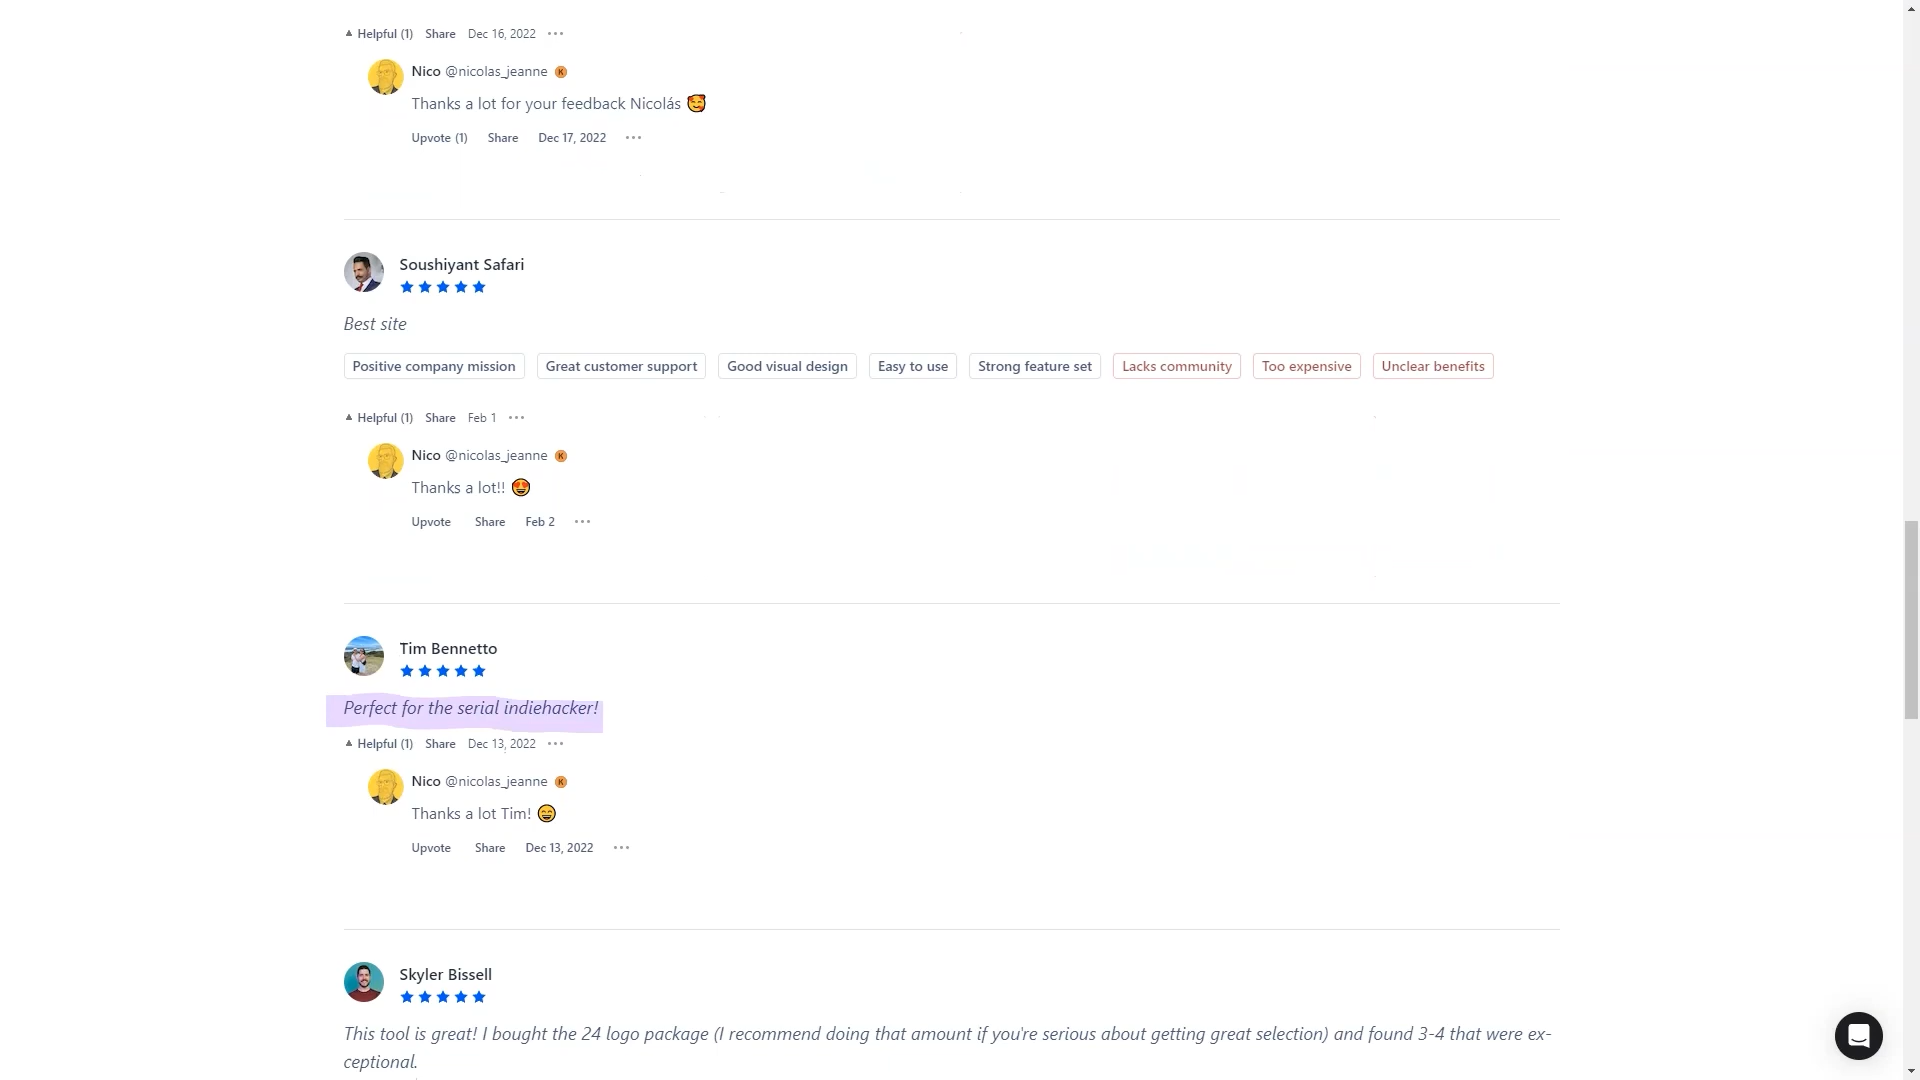 Helpful (1) Share Dec 16, 2022
Nico @nicolas_jeanne K
Thanks a lot for your feedback Nicolás 🥰
Upvote (1) Share Dec 17, 2022
Soushiyant Safari
Best site
Positive company mission Great customer support Good visual design Easy to use Strong feature set Lacks community Too expensive Unclear benefits
Helpful (1) Share Feb 1
Nico @nicolas_jeanne K
Thanks a lot!! 😍
Upvote Share Feb 2
Tim Bennetto
Perfect for the serial indiehacker!
Helpful (1) Share Dec 13, 2022
Nico @nicolas_jeanne K
Thanks a lot Tim! 😄
Upvote Share Dec 13, 2022
Skyler Bissell
This tool is great! I bought the 24 logo package (I recommend doing that amount if you're serious about getting great selection) and found 3-4 that were ex-
ceptional.